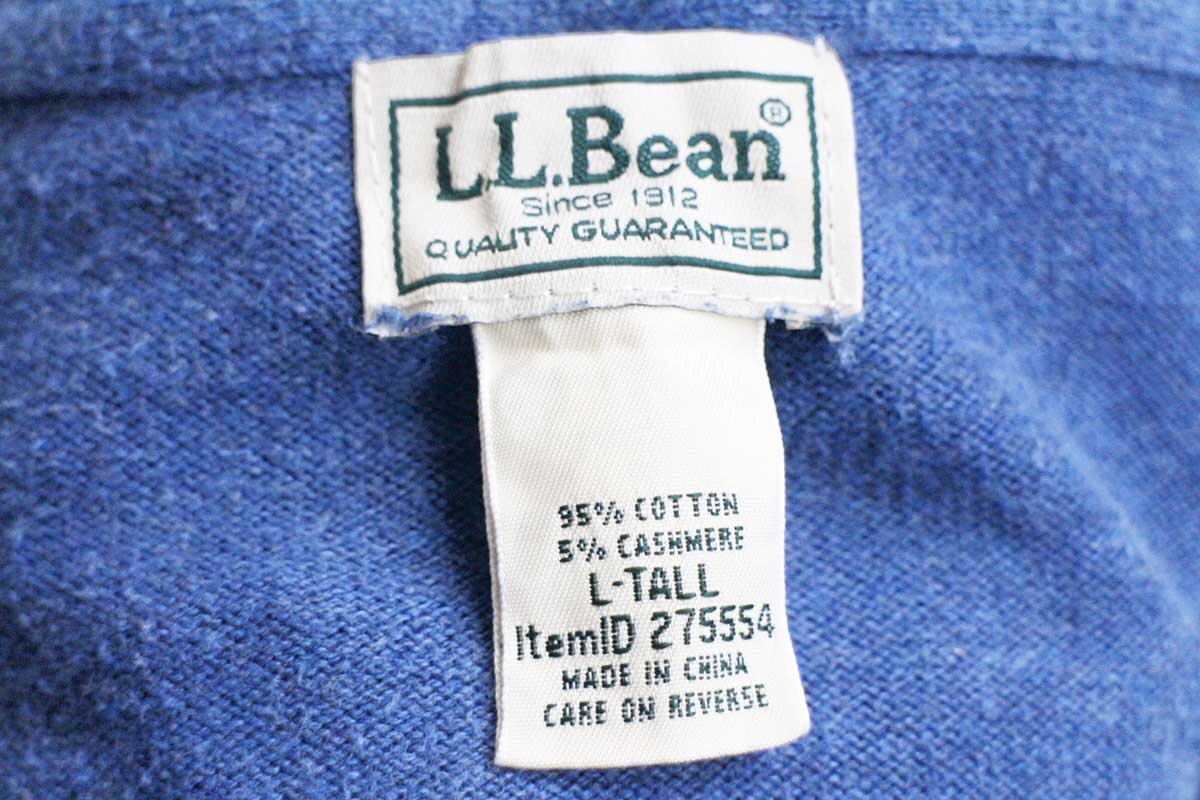 L.L.Bean®
Since 1912
QUALITY GUARANTEED
95% COTTON
5% CASHMERE
L-TALL
ItemID 275554
MADE IN CHINA
CARE ON REVERSE